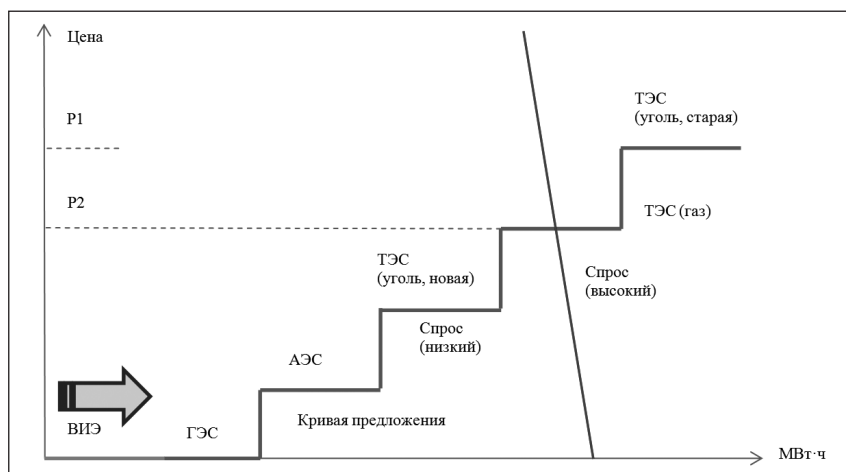 Цена
ТЭС
(уголь, старая)
P1
P2
ТЭС (газ)
ТЭС
(уголь, новая)
Спрос
(высокий)
Спрос
(низкий)
АЭС
Кривая предложения
ВИЭ
ГЭС
МВт·ч